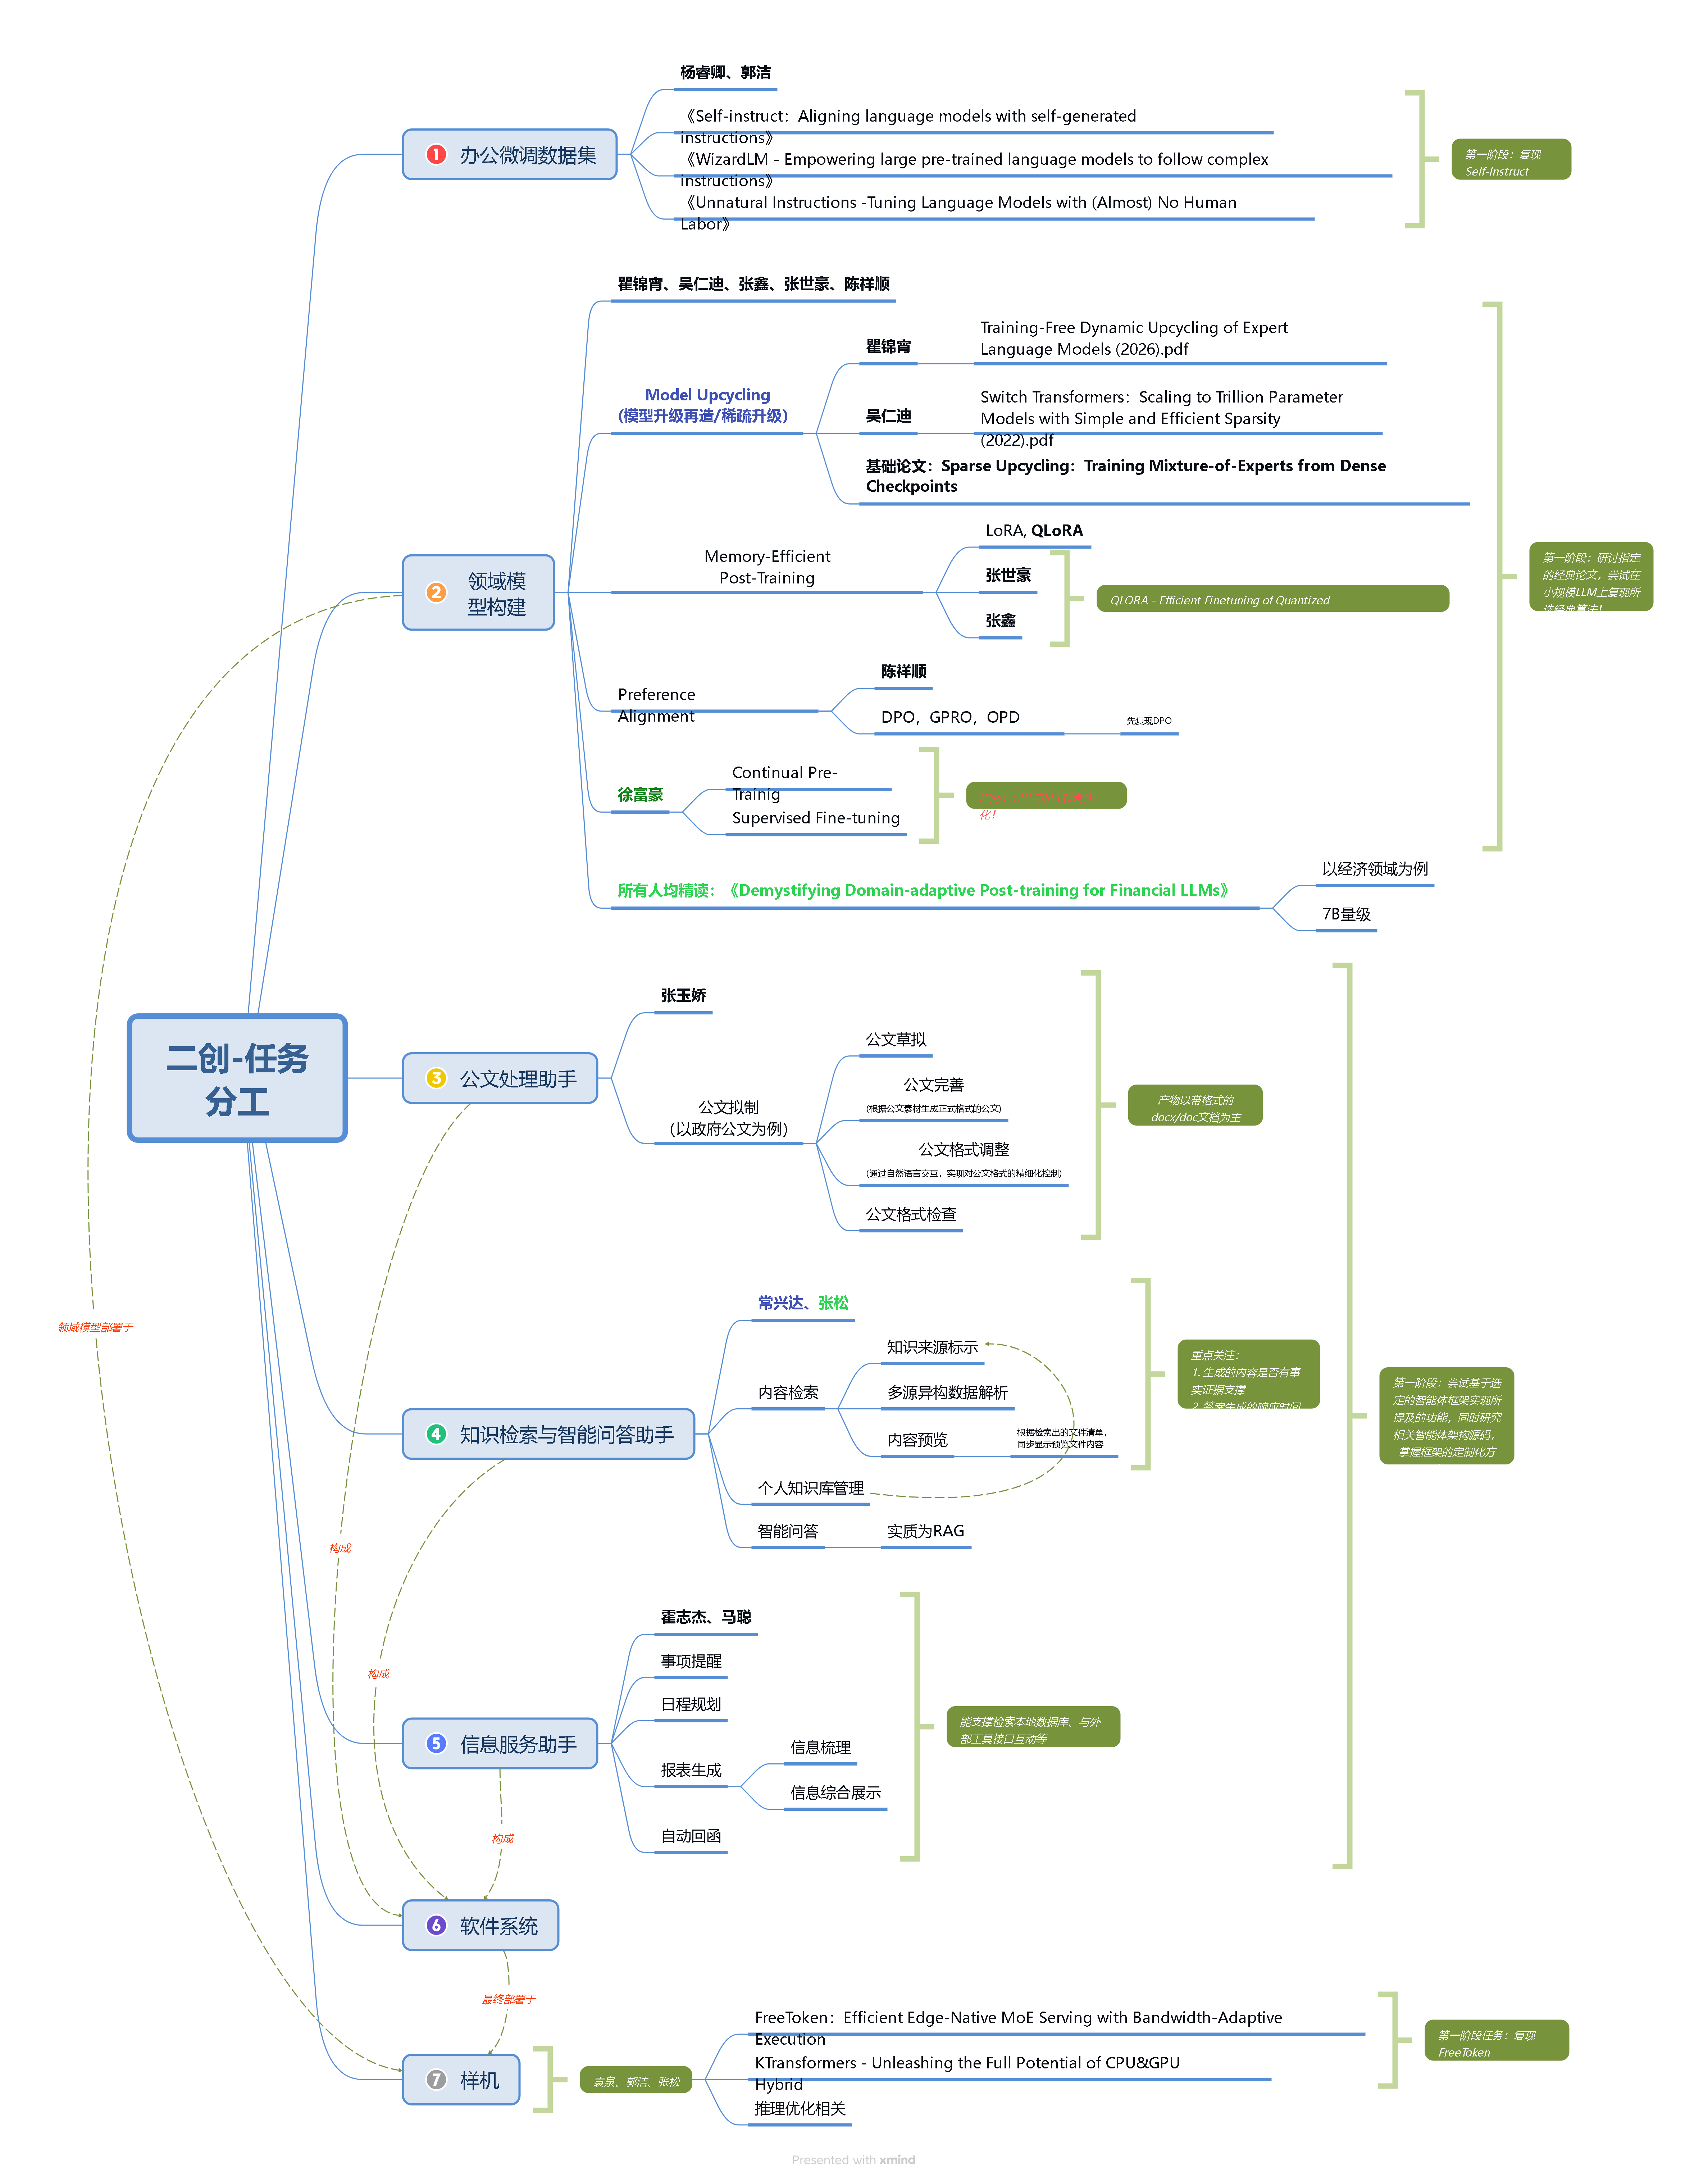 杨睿卿、郭洁
《Self-instruct：Aligning language models with self-generated
instructions》
① 办公微调数据集
《WizardLM - Empowering large pre-trained language models to follow complex
instructions》
《Unnatural Instructions -Tuning Language Models with (Almost) No Human
Labor》
第一阶段：复现
Self-Instruct
瞿锦宵、吴仁迪、张鑫、张世豪、陈祥顺
Model Upcycling
(模型升级再造/稀疏升级)
瞿锦宵
Training-Free Dynamic Upcycling of Expert
Language Models (2026).pdf
吴仁迪
Switch Transformers：Scaling to Trillion Parameter
Models with Simple and Efficient Sparsity
(2022).pdf
基础论文：Sparse Upcycling：Training Mixture-of-Experts from Dense
Checkpoints
② 领域模
型构建
Memory-Efficient
Post-Training
LoRA, QLoRA
张世豪
张鑫
QLORA - Efficient Finetuning of Quantized
第一阶段：研讨指定
的经典论文，尝试在
小规模LLM上复现所
选经典算法！
Preference
Alignment
陈祥顺
DPO，GPRO，OPD
先复现DPO
徐富豪
Continual Pre-
Trainig
Supervised Fine-tuning
化！
所有人均精读：《Demystifying Domain-adaptive Post-training for Financial LLMs》
以经济领域为例
7B量级
二创-任务
分工
③ 公文处理助手
张玉娇
公文拟制
（以政府公文为例）
公文草拟
公文完善
(根据公文素材生成正式格式的公文)
公文格式调整
(通过自然语言交互，实现对公文格式的精细化控制)
公文格式检查
产物以带格式的
docx/doc文档为主
领域模型部署于
④ 知识检索与智能问答助手
常兴达、张松
内容检索
知识来源标示
多源异构数据解析
内容预览
根据检索出的文件清单，
同步显示预览文件内容
个人知识库管理
智能问答
实质为RAG
重点关注：
1. 生成的内容是否有事
实证据支撑
2. 答案生成的响应时间
第一阶段：尝试基于选
定的智能体框架实现所
提及的功能，同时研究
相关智能体架构源码，
掌握框架的定制化方
构成
构成
⑤ 信息服务助手
霍志杰、马聪
事项提醒
日程规划
报表生成
信息梳理
信息综合展示
自动回函
能支撑检索本地数据库、与外
部工具接口互动等
构成
⑥ 软件系统
最终部署于
⑦ 样机
袁泉、郭洁、张松
FreeToken：Efficient Edge-Native MoE Serving with Bandwidth-Adaptive
Execution
KTransformers - Unleashing the Full Potential of CPU&GPU
Hybrid
推理优化相关
第一阶段任务：复现
FreeToken
Presented with xmind